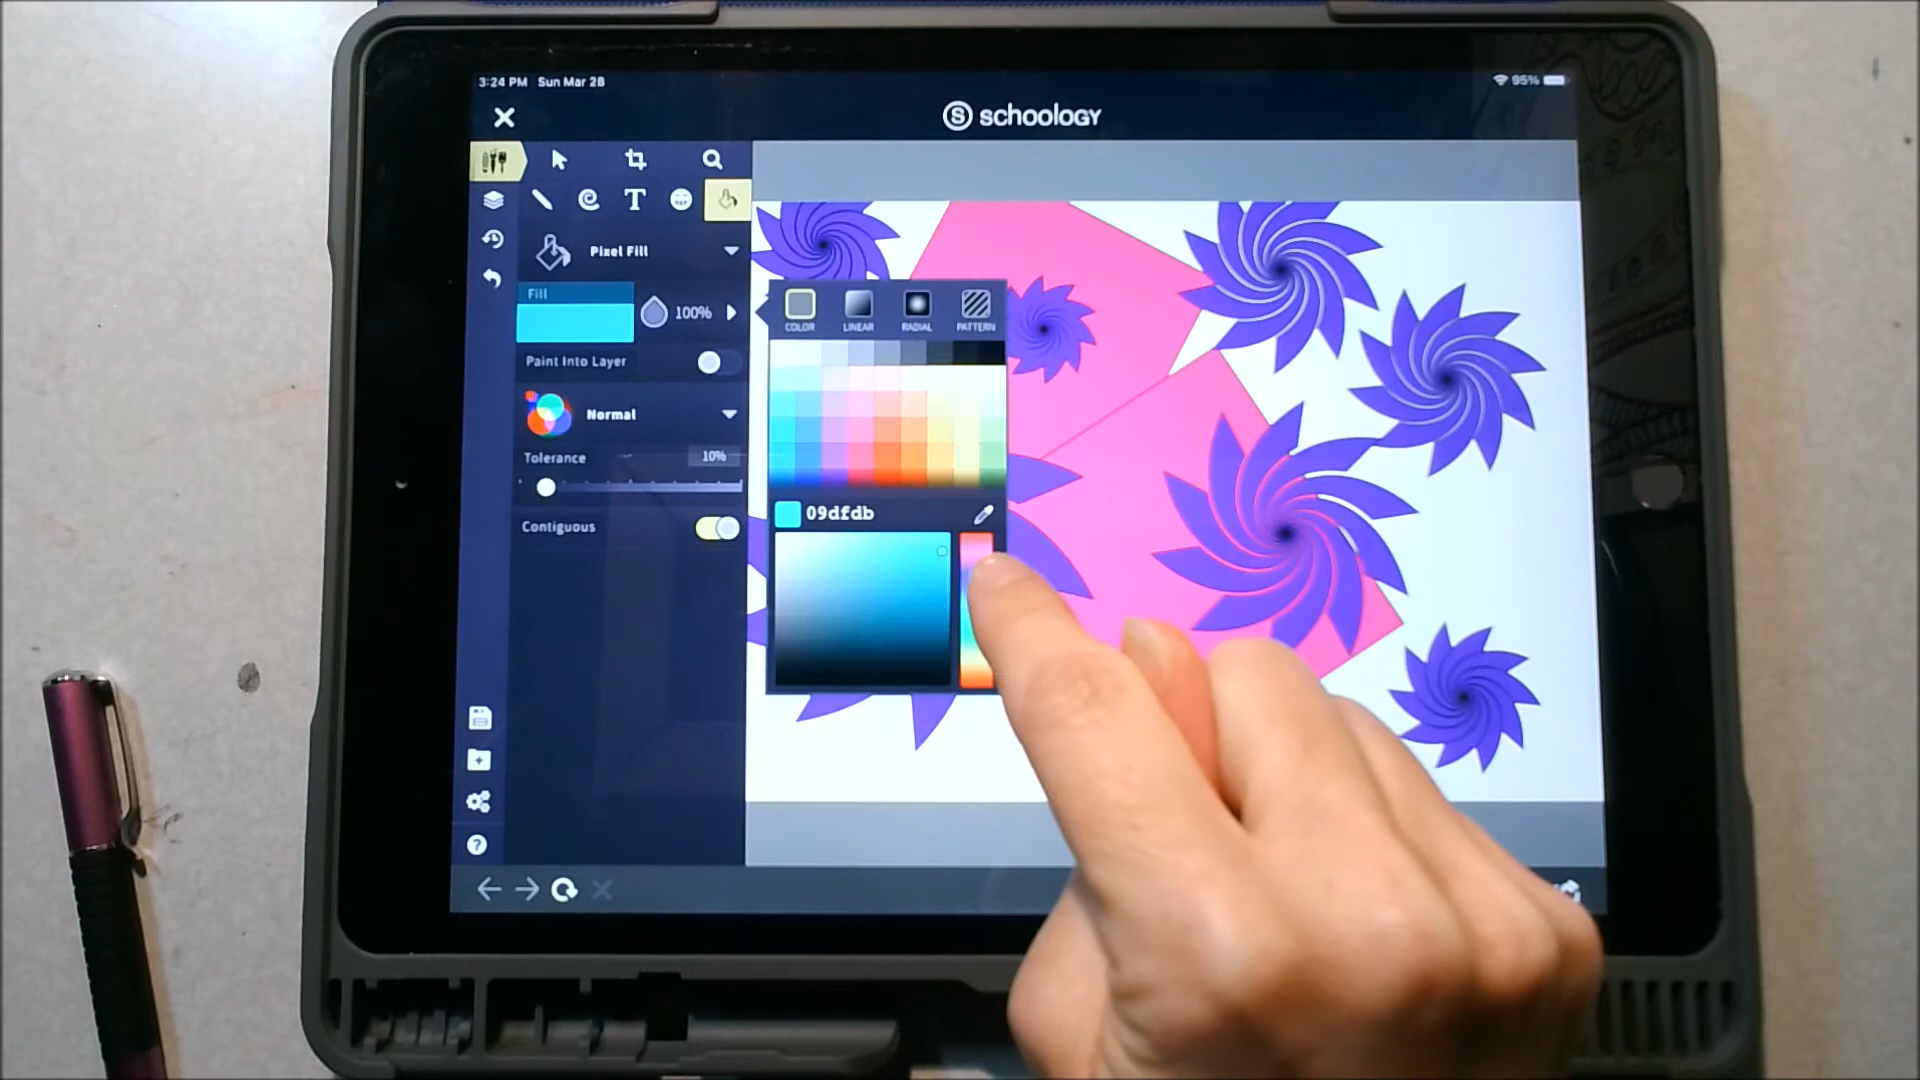 3:24 PM Sun Mar 28
95%
S schoology
T
Pixel Fill
Fill
100%
COLOR LINEAR RADIAL PATTERN
Paint Into Layer
Normal
Tolerance 10%
09dfdb
Contiguous
?